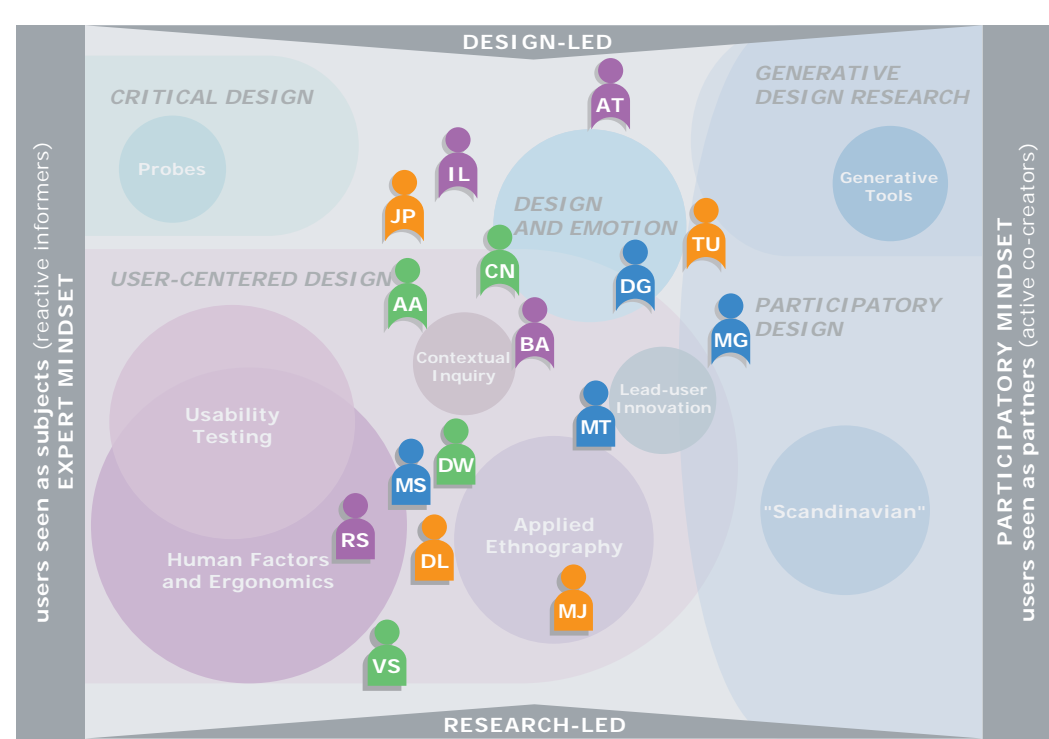 DESIGN-LED
users seen as subjects (reactive informers)
EXPERT MINDSET
CRITICAL DESIGN
Probes
AT
GENERATIVE
DESIGN RESEARCH
Generative
Tools
IL
JP
DESIGN
AND EMOTION
TU
CN
DG
USER-CENTERED DESIGN
AA
BA
MG
PARTICIPATORY
DESIGN
Contextual
Inquiry
Lead-user
Innovation
Usability
Testing
MT
DW
MS
RS
DL
Applied
Ethnography
"Scandinavian"
Human Factors
and Ergonomics
MJ
VS
PARTICIPATORY MINDSET
users seen as partners (active co-creators)
RESEARCH-LED